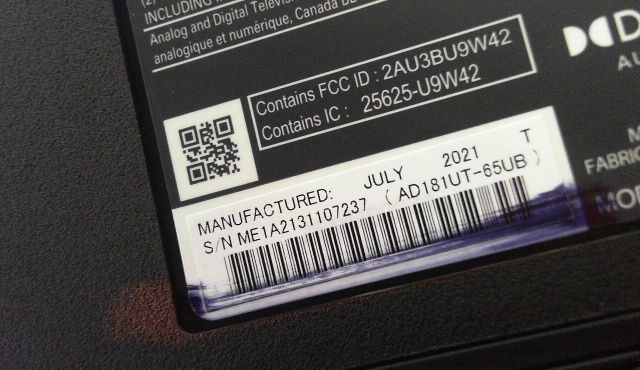 INCLUDING
Analog and Digital
analogique et numérique, Canada
Contains FCC ID : 2AU3BU9W42
Contains IC : 25625-U9W42
MANUFACTURED: JULY 2021 T
S/N ME1A2131107237 (AD181UT-65UB)